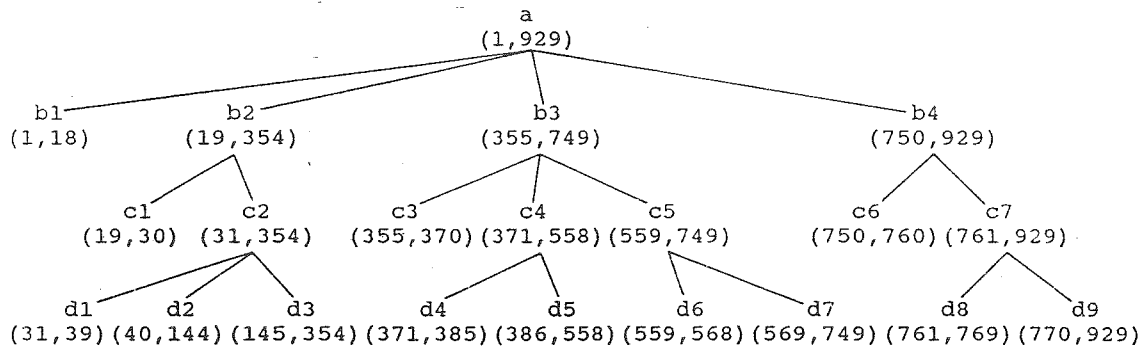 a
(1,929)
b1 b2 b3 b4
(1,18) (19,354) (355,749) (750,929)
c1 c2 c3 c4 c5 c6 c7
(19,30) (31,354) (355,370) (371,558) (559,749) (750,760) (761,929)
d1 d2 d3 d4 d5 d6 d7 d8 d9
(31,39) (40,144) (145,354) (371,385) (386,558) (559,568) (569,749) (761,769) (770,929)